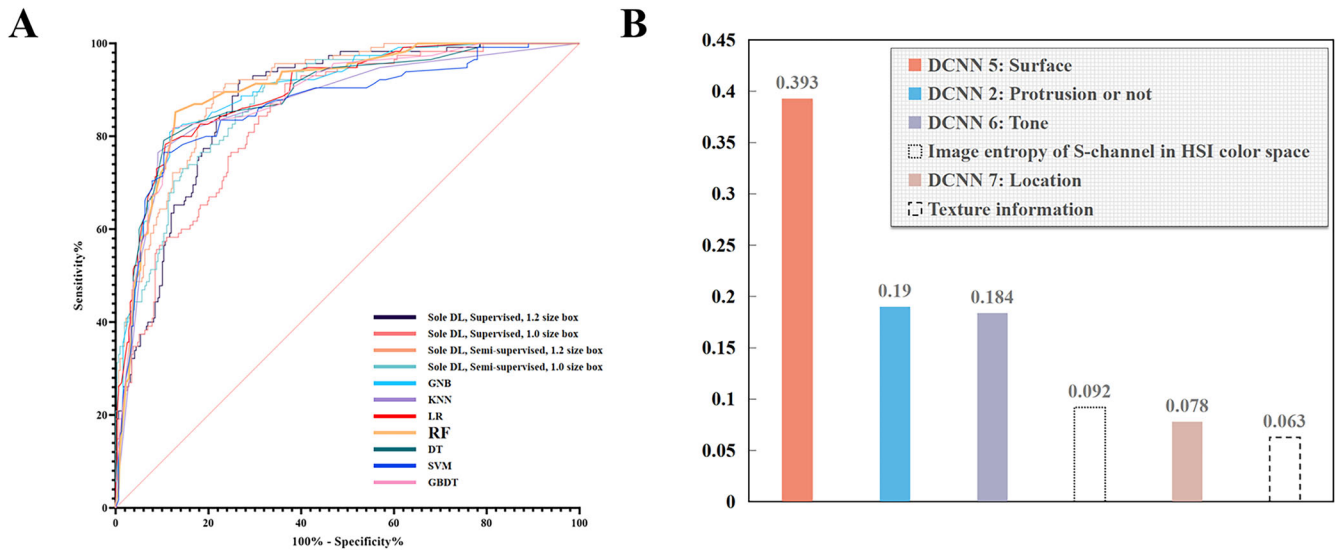 A
100
80
60
40
20
0
Sensitivity%
0
20
40
60
80
100
100% - Specificity%
Sole DL, Supervised, 1.2 size box
Sole DL, Supervised, 1.0 size box
Sole DL, Semi-supervised, 1.2 size box
Sole DL, Semi-supervised, 1.0 size box
GNB
KNN
LR
RF
DT
SVM
GBDT
B
0.45
0.4
0.35
0.3
0.25
0.2
0.15
0.1
0.05
0
0.393
0.19
0.184
0.092
0.078
0.063
DCNN 5: Surface
DCNN 2: Protrusion or not
DCNN 6: Tone
Image entropy of S-channel in HSI color space
DCNN 7: Location
Texture information